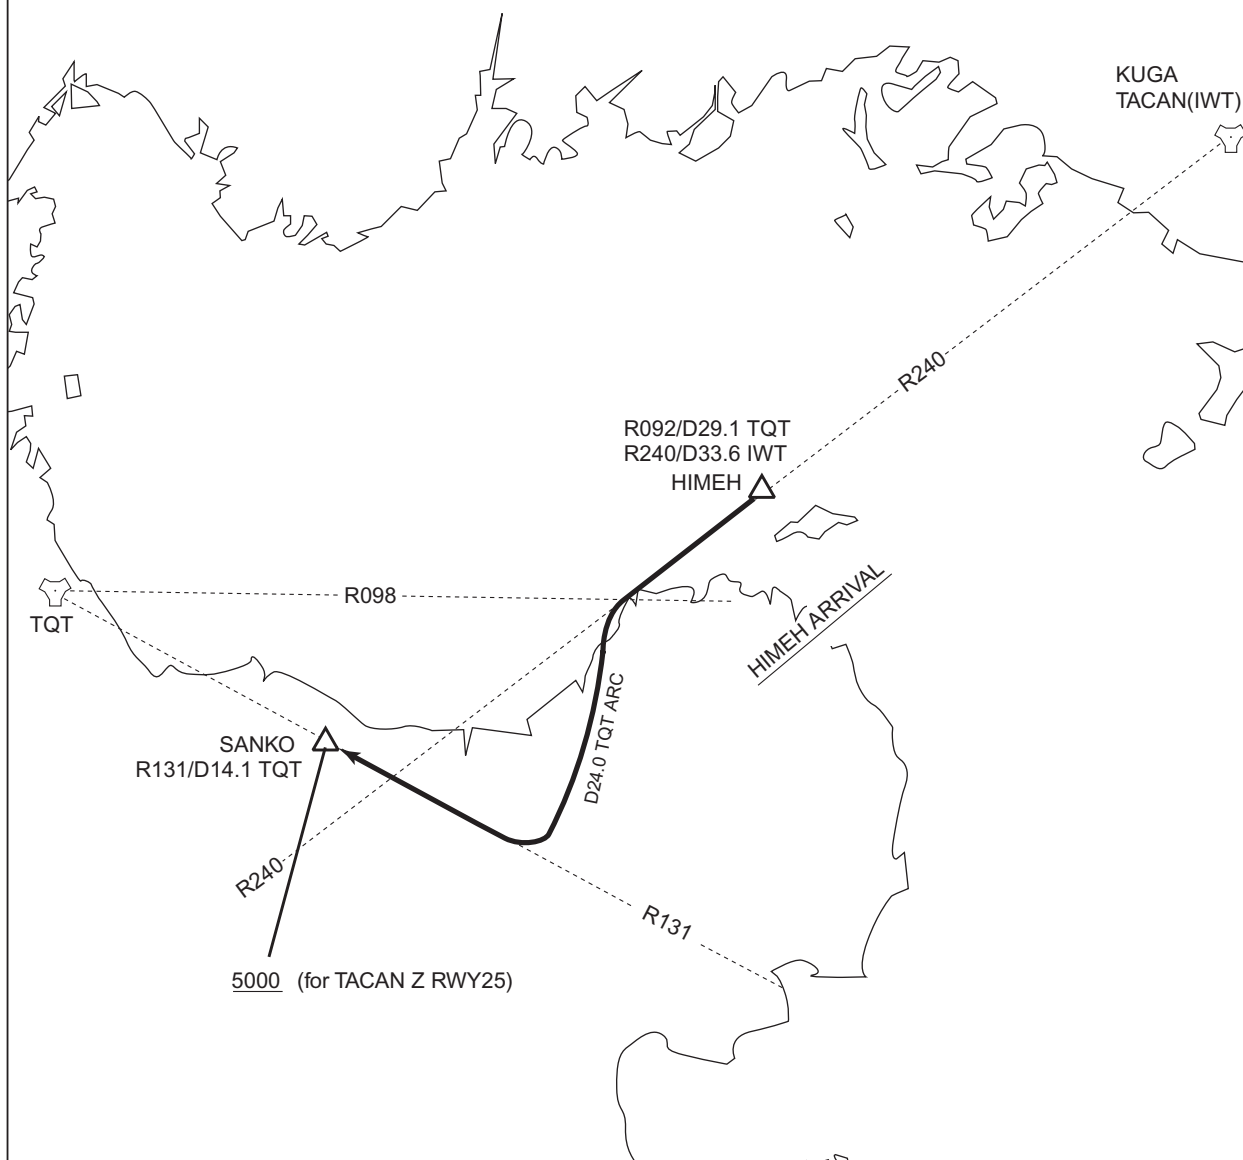 KUGA
TACAN(IWT)
R240
R092/D29.1 TQT
R240/D33.6 IWT
HIMEH
R098
TQT
HIMEH ARRIVAL
D24.0 TQT ARC
SANKO
R131/D14.1 TQT
R240
R131
5000 (for TACAN Z RWY25)